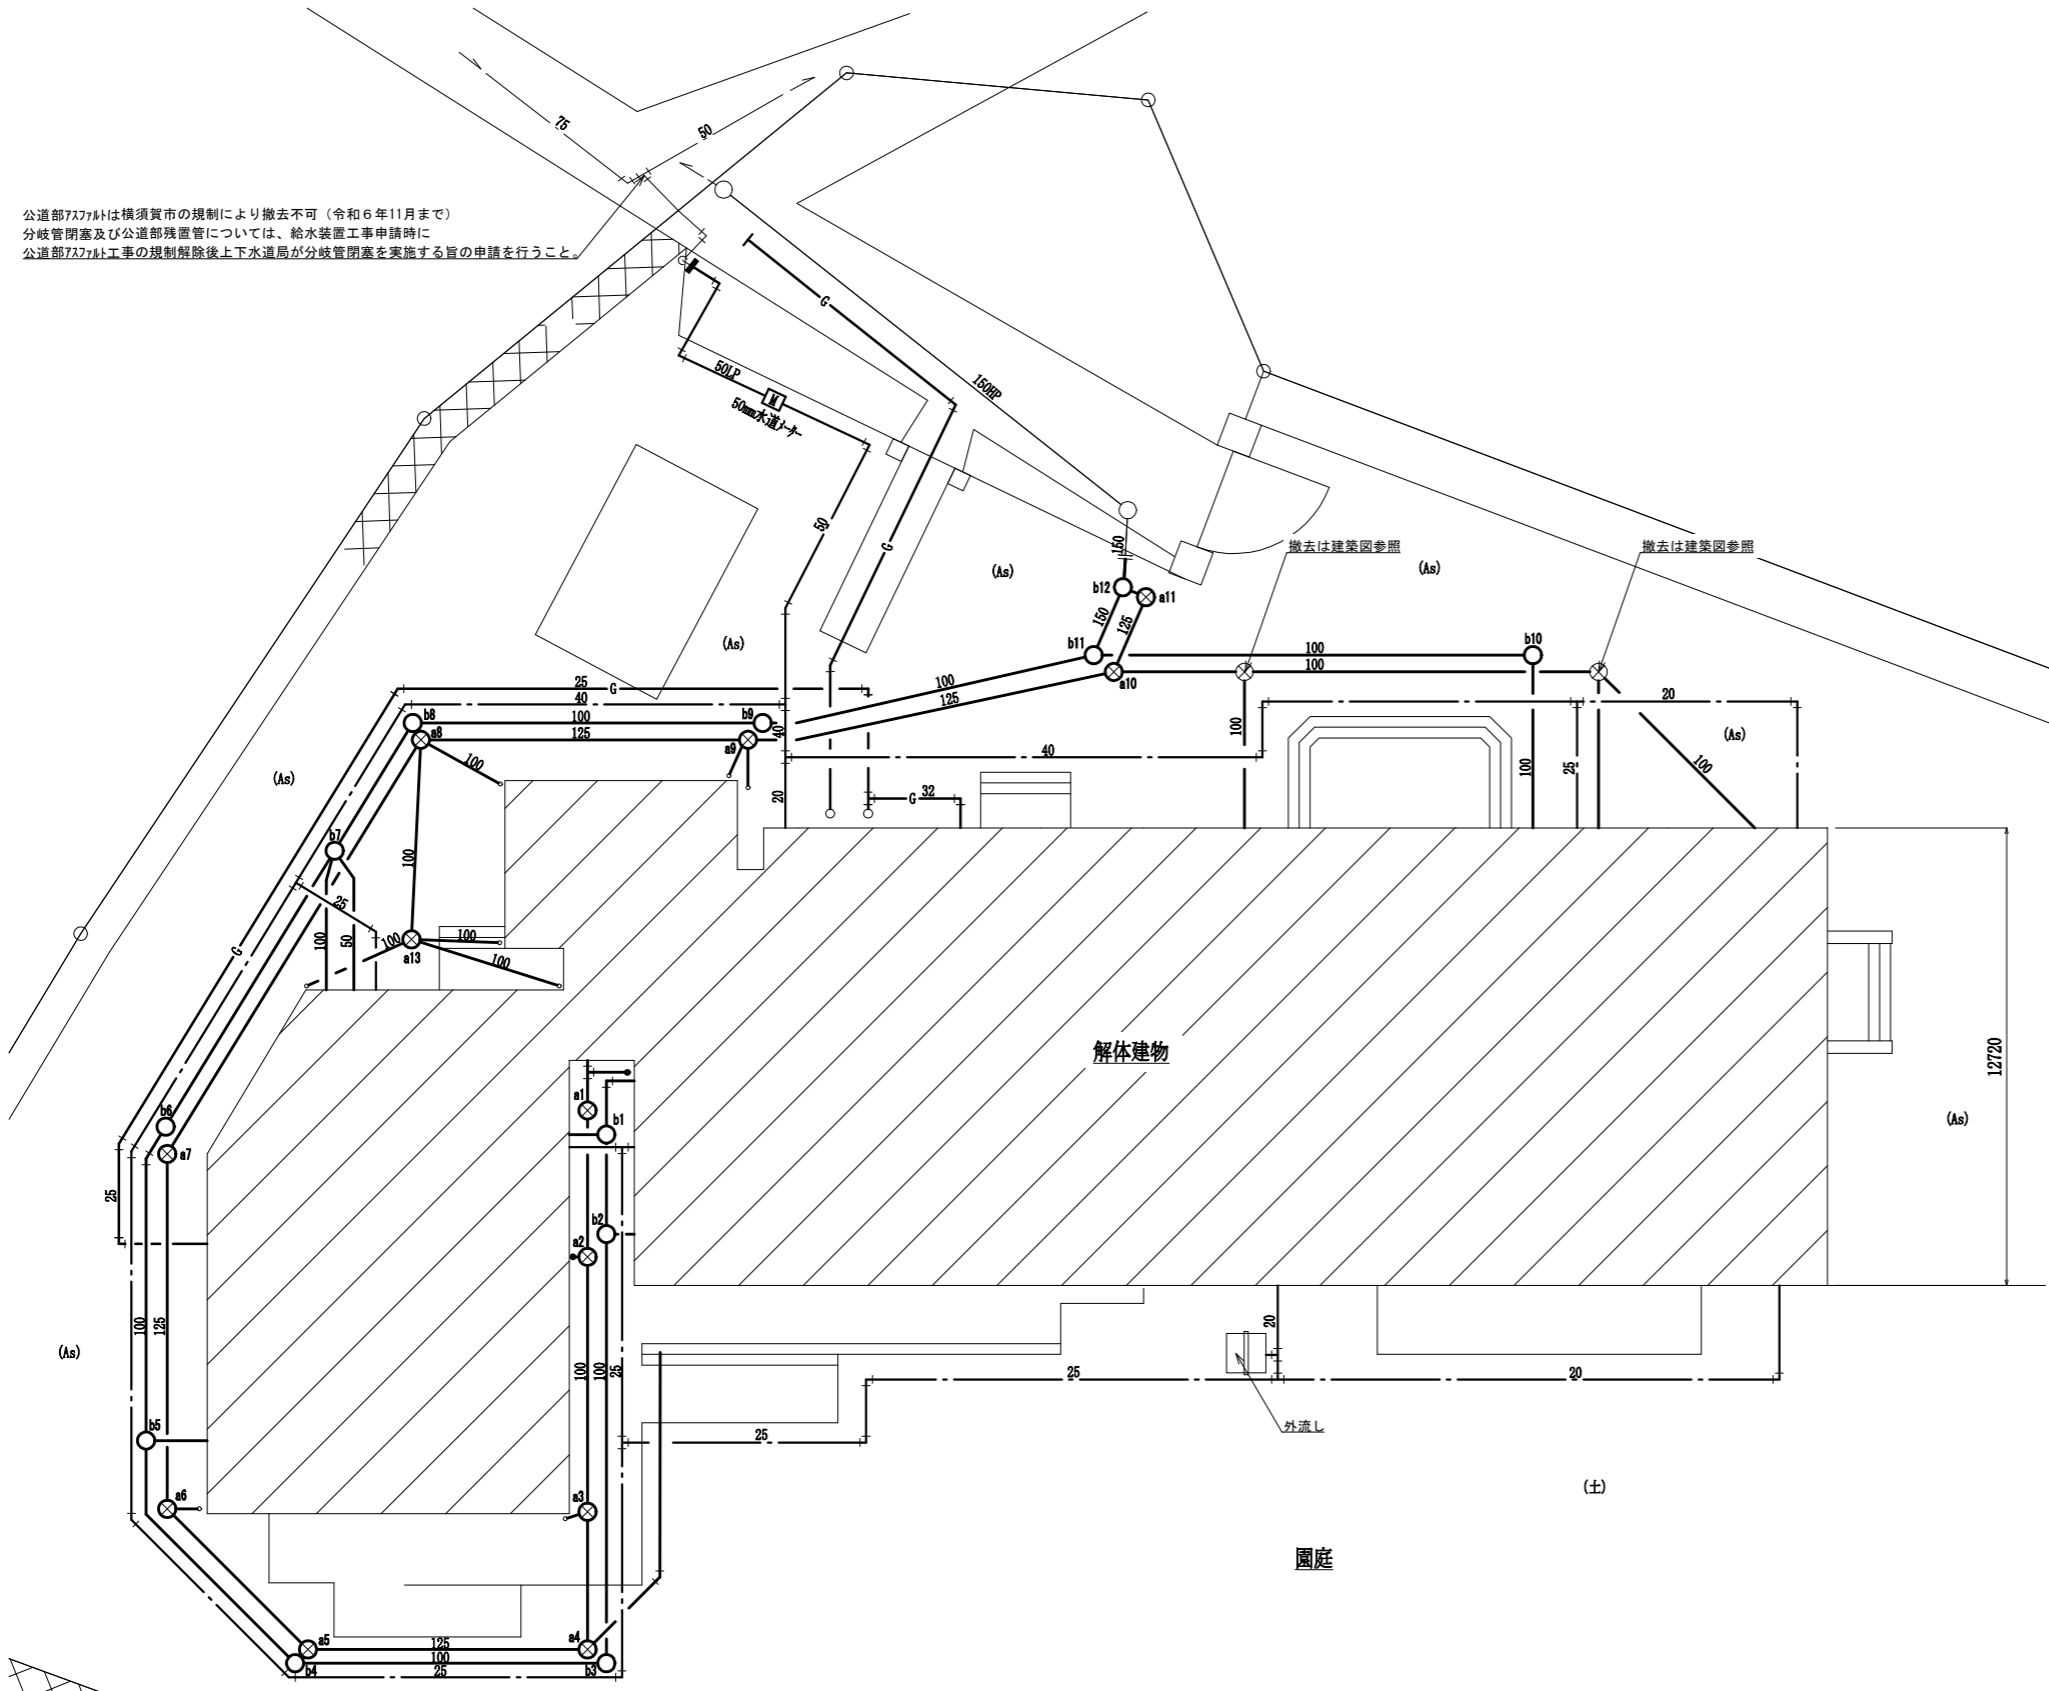 75
50
公道部ｱｽﾌｧﾙﾄは横須賀市の規制により撤去不可（令和６年11月まで）
分岐管閉塞及び公道部残置管については、給水装置工事申請時に
公道部ｱｽﾌｧﾙﾄ工事の規制解除後上下水道局が分岐管閉塞を実施する旨の申請を行うこと。
G
50LP
M
50mm水道ﾒｰﾀｰ
150HP
50
G
150
撤去は建築図参照
撤去は建築図参照
(As)
(As)
b12
a11
150
125
(As)
b11
100
b10
100
a10
25
G
40
100
125
20
b8
100
b9
40
100
a8
125
a9
40
(As)
100
(As)
20
G
32
100
25
100
b7
100
25
G
100
50
100
100
a13
100
解体建物
12720
a1
b1
b6
a7
(As)
25
b2
a2
100
125
(As)
100
100
25
20
25
20
外流し
b5
25
a6
a3
(土)
園庭
a5
125
a4
100
b4
25
b3